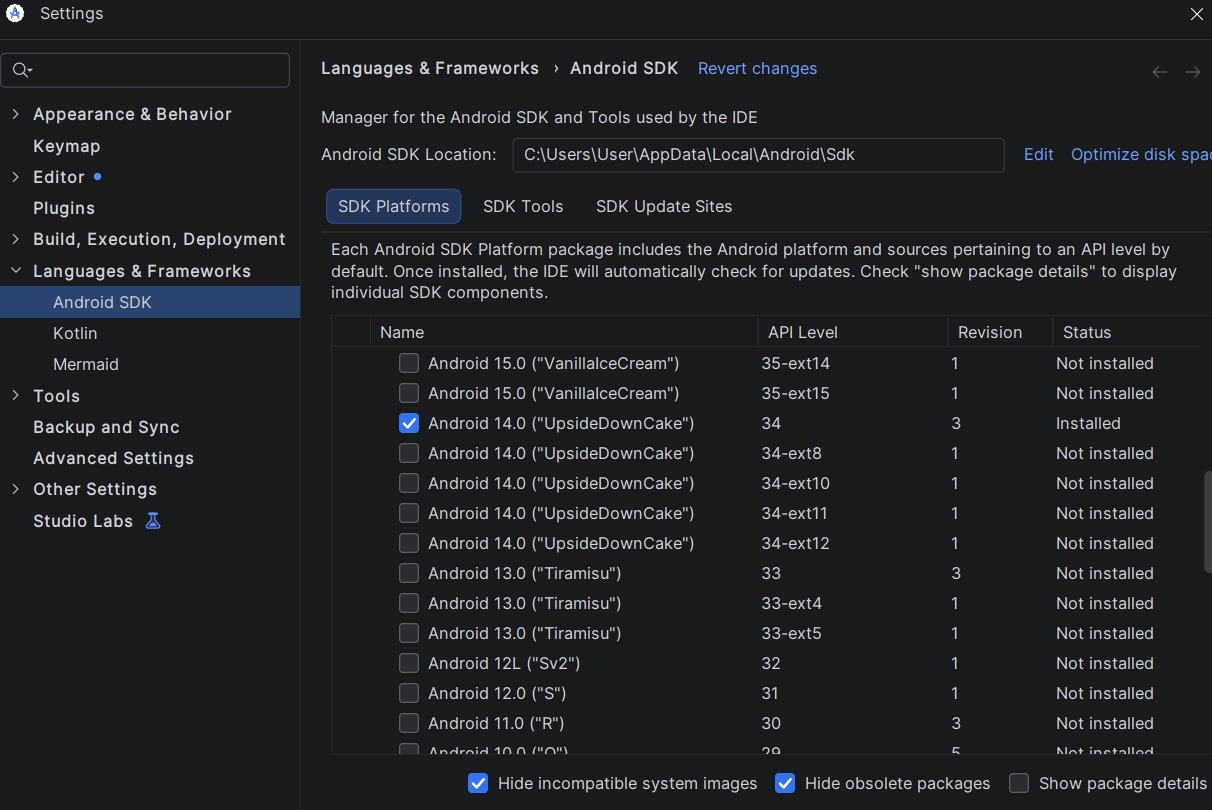 Settings
Appearance & Behavior
Keymap
Editor
Plugins
Build, Execution, Deployment
Languages & Frameworks
Android SDK
Kotlin
Mermaid
Tools
Backup and Sync
Advanced Settings
Other Settings
Studio Labs
Languages & Frameworks › Android SDK Revert changes
Manager for the Android SDK and Tools used by the IDE
Android SDK Location: C:\Users\User\AppData\Local\Android\Sdk Edit Optimize disk spac
SDK Platforms SDK Tools SDK Update Sites
Each Android SDK Platform package includes the Android platform and sources pertaining to an API level by
default. Once installed, the IDE will automatically check for updates. Check "show package details" to display
individual SDK components.
Name API Level Revision Status
Android 15.0 ("VanillaIceCream") 35-ext14 1 Not installed
Android 15.0 ("VanillaIceCream") 35-ext15 1 Not installed
Android 14.0 ("UpsideDownCake") 34 3 Installed
Android 14.0 ("UpsideDownCake") 34-ext8 1 Not installed
Android 14.0 ("UpsideDownCake") 34-ext10 1 Not installed
Android 14.0 ("UpsideDownCake") 34-ext11 1 Not installed
Android 14.0 ("UpsideDownCake") 34-ext12 1 Not installed
Android 13.0 ("Tiramisu") 33 3 Not installed
Android 13.0 ("Tiramisu") 33-ext4 1 Not installed
Android 13.0 ("Tiramisu") 33-ext5 1 Not installed
Android 12L ("Sv2") 32 1 Not installed
Android 12.0 ("S") 31 1 Not installed
Android 11.0 ("R") 30 3 Not installed
Android 10.0 ("Q") 29 5 Not installed
Hide incompatible system images Hide obsolete packages Show package details